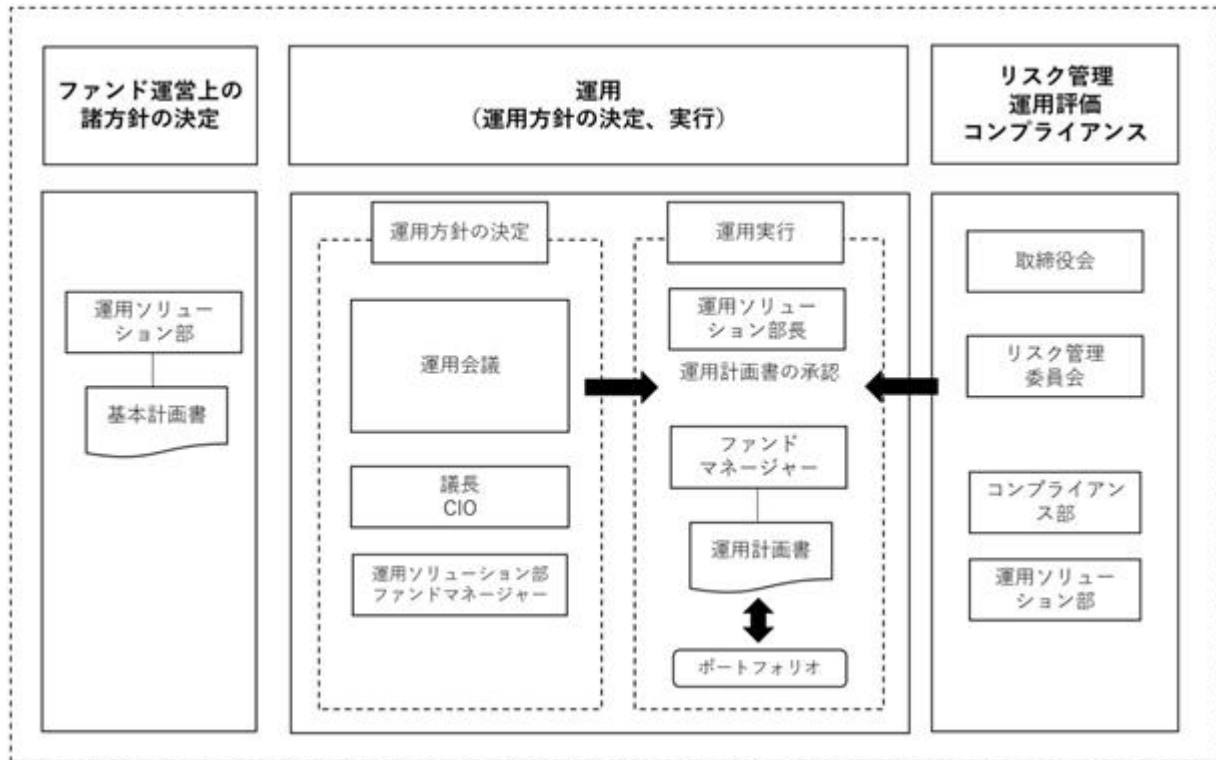 ファンド運営上の
諸方針の決定
運用
（運用方針の決定、実行）
リスク管理
運用評価
コンプライアンス
運用ソリュー
ション部
基本計画書
運用方針の決定
運用会議
議長
CIO
運用ソリューション部
ファンドマネージャー
運用実行
運用ソリュー
ション部長
運用計画書の承認
ファンド
マネージャー
運用計画書
ポートフォリオ
取締役会
リスク管理
委員会
コンプライアン
ス部
運用ソリュー
ション部